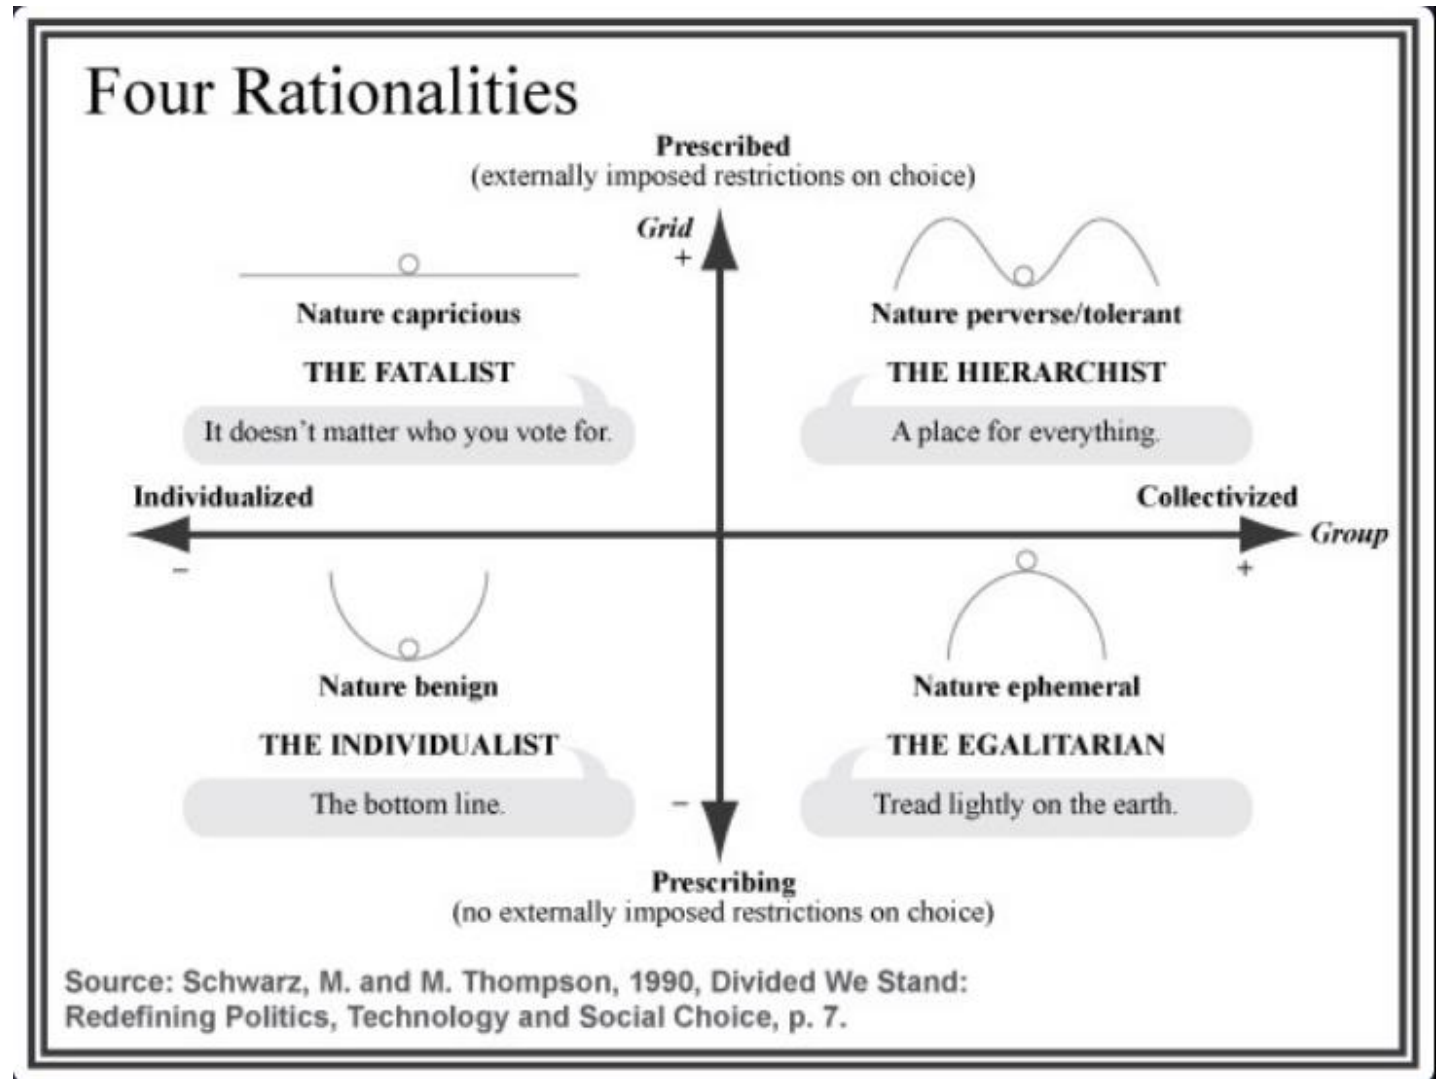 Four Rationalities
Prescribed
(externally imposed restrictions on choice)
Grid
+
Nature capricious
THE FATALIST
It doesn't matter who you vote for.
Nature perverse/tolerant
THE HIERARCHIST
A place for everything.
Individualized
Collectivized
Group
–
+
Nature benign
THE INDIVIDUALIST
The bottom line.
Nature ephemeral
THE EGALITARIAN
Tread lightly on the earth.
–
Prescribing
(no externally imposed restrictions on choice)
Source: Schwarz, M. and M. Thompson, 1990, Divided We Stand:
Redefining Politics, Technology and Social Choice, p. 7.